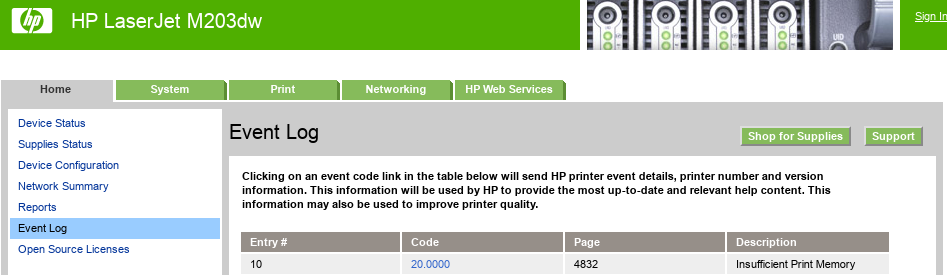 hp HP LaserJet M203dw
Sign In
UID
Home System Print Networking HP Web Services
Device Status
Supplies Status
Device Configuration
Network Summary
Reports
Event Log
Open Source Licenses
Event Log
Shop for Supplies Support
Clicking on an event code link in the table below will send HP printer event details, printer number and version
information. This information will be used by HP to provide the most up-to-date and relevant help content. This
information may also be used to improve printer quality.
Entry # Code Page Description
10 20.0000 4832 Insufficient Print Memory